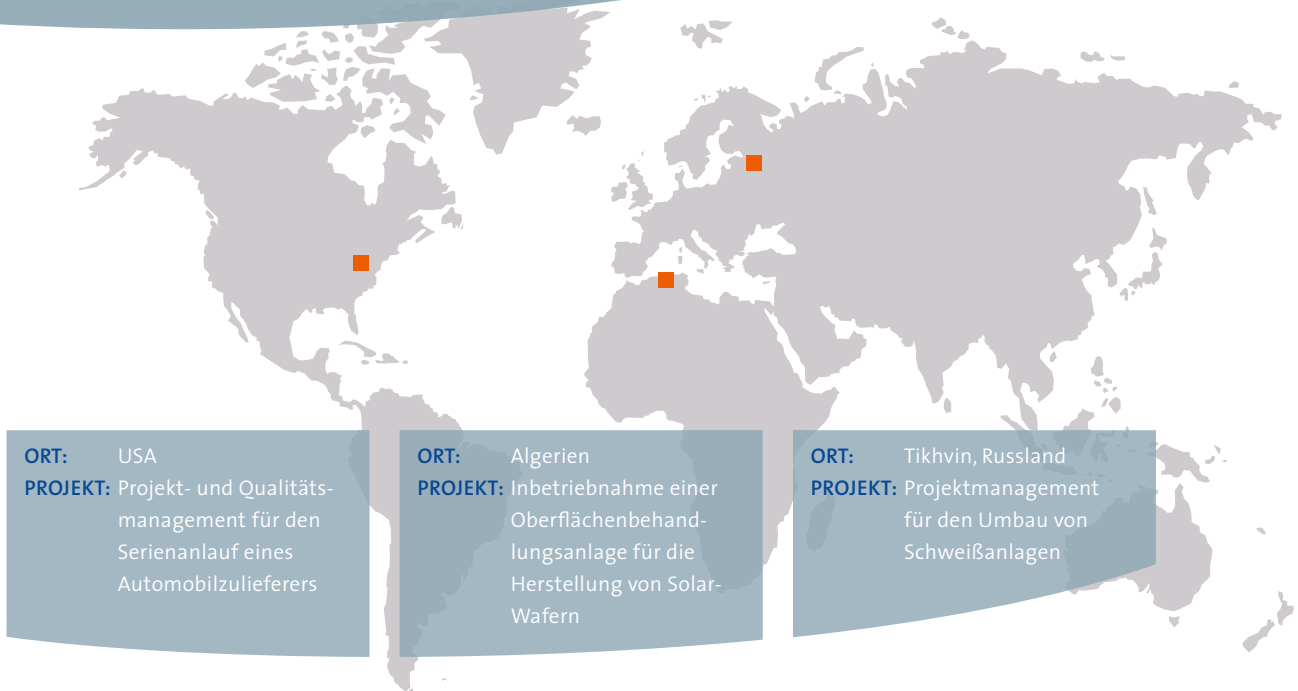 ORT: USA
PROJEKT: Projekt- und Qualitäts-
management für den
Serienanlauf eines
Automobilzulieferers
ORT: Algerien
PROJEKT: Inbetriebnahme einer
Oberflächenbehand-
lungsanlage für die
Herstellung von Solar-
Wafern
ORT: Tikhvin, Russland
PROJEKT: Projektmanagement
für den Umbau von
Schweißanlagen